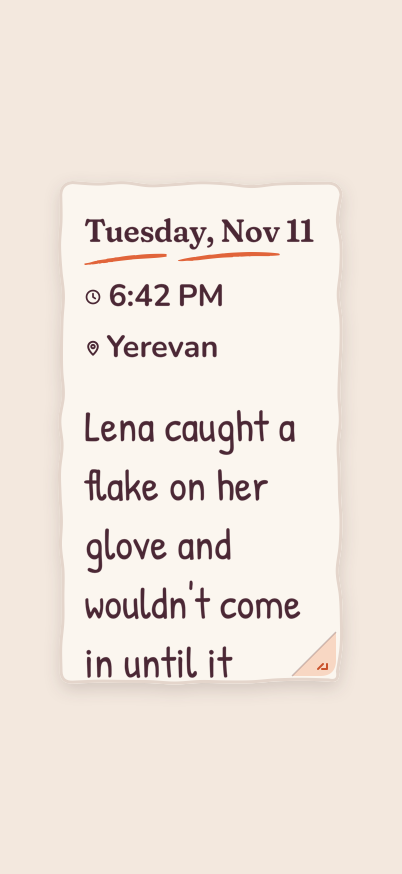 Tuesday, Nov 11
6:42 PM
Yerevan
Lena caught a
flake on her
glove and
wouldn't come
in until it